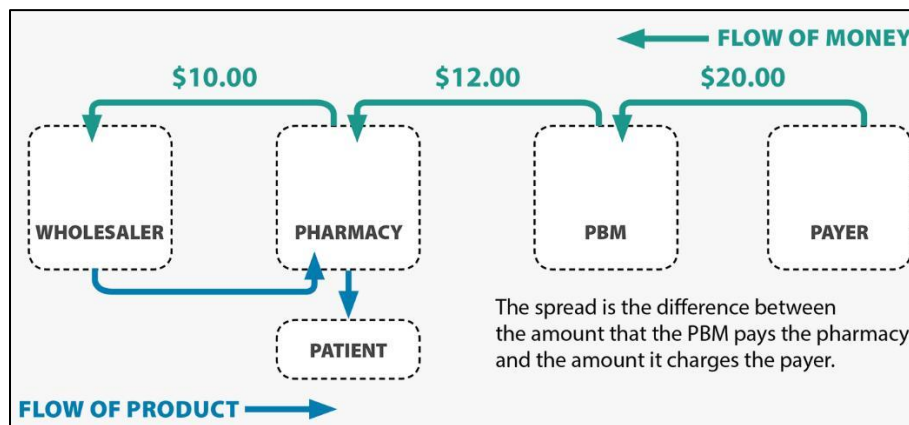 FLOW OF MONEY
$10.00 $12.00 $20.00
WHOLESALER PHARMACY PBM PAYER
The spread is the difference between
the amount that the PBM pays the pharmacy
and the amount it charges the payer.
PATIENT
FLOW OF PRODUCT